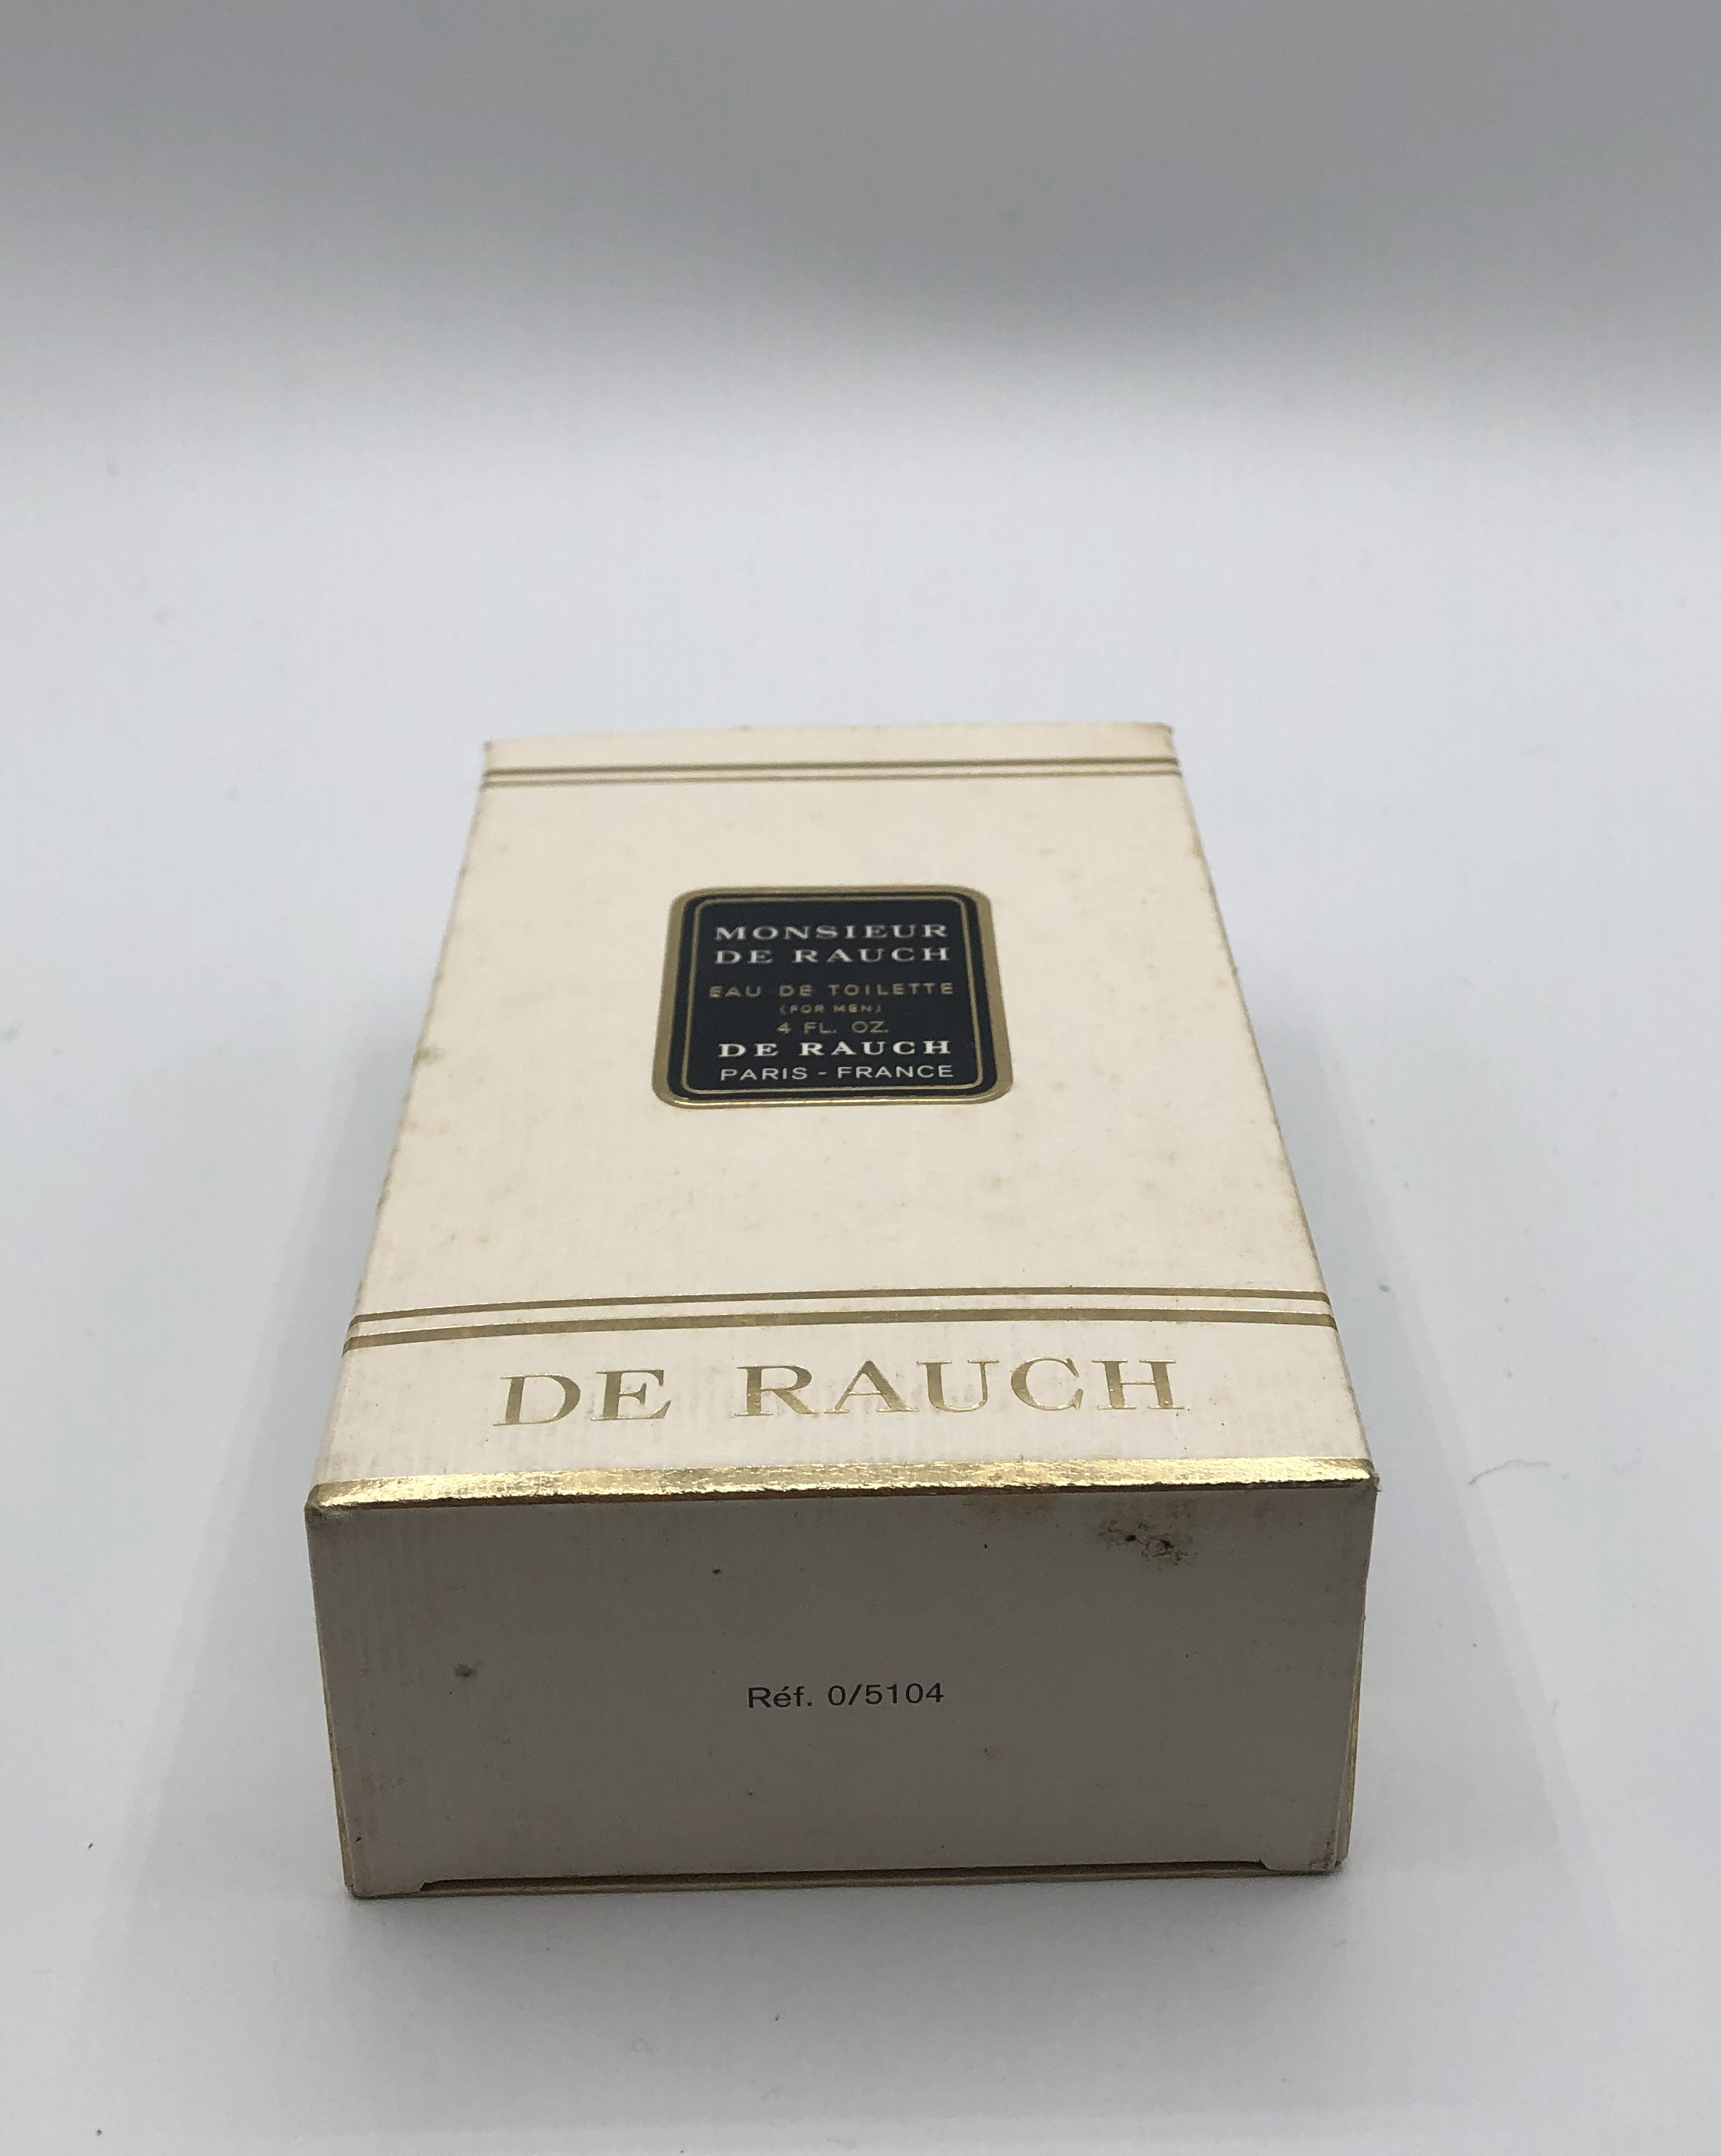 MONSIEUR
DE RAUCH
EAU DE TOILETTE
(FOR MEN)
4 FL. OZ.
DE RAUCH
PARIS - FRANCE
DE RAUCH
Réf. 0/5104